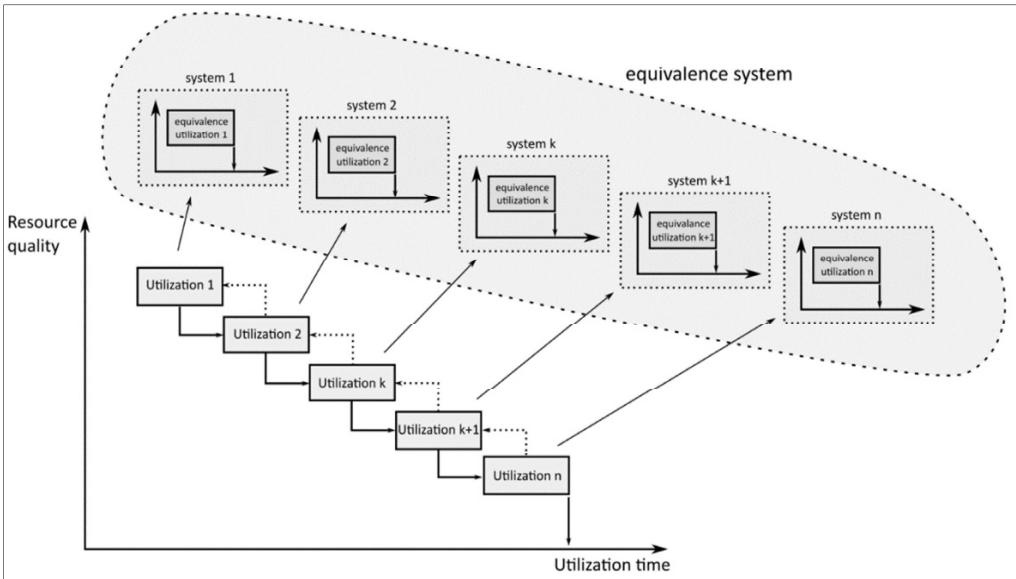 equivalence system
system 1
equivalence
utilization 1
system 2
equivalence
utilization 2
system k
equivalence
utilization k
system k+1
equivalance
utilization k+1
system n
equivalence
utilization n
Resource
quality
Utilization 1
Utilization 2
Utilization k
Utilization k+1
Utilization n
Utilization time